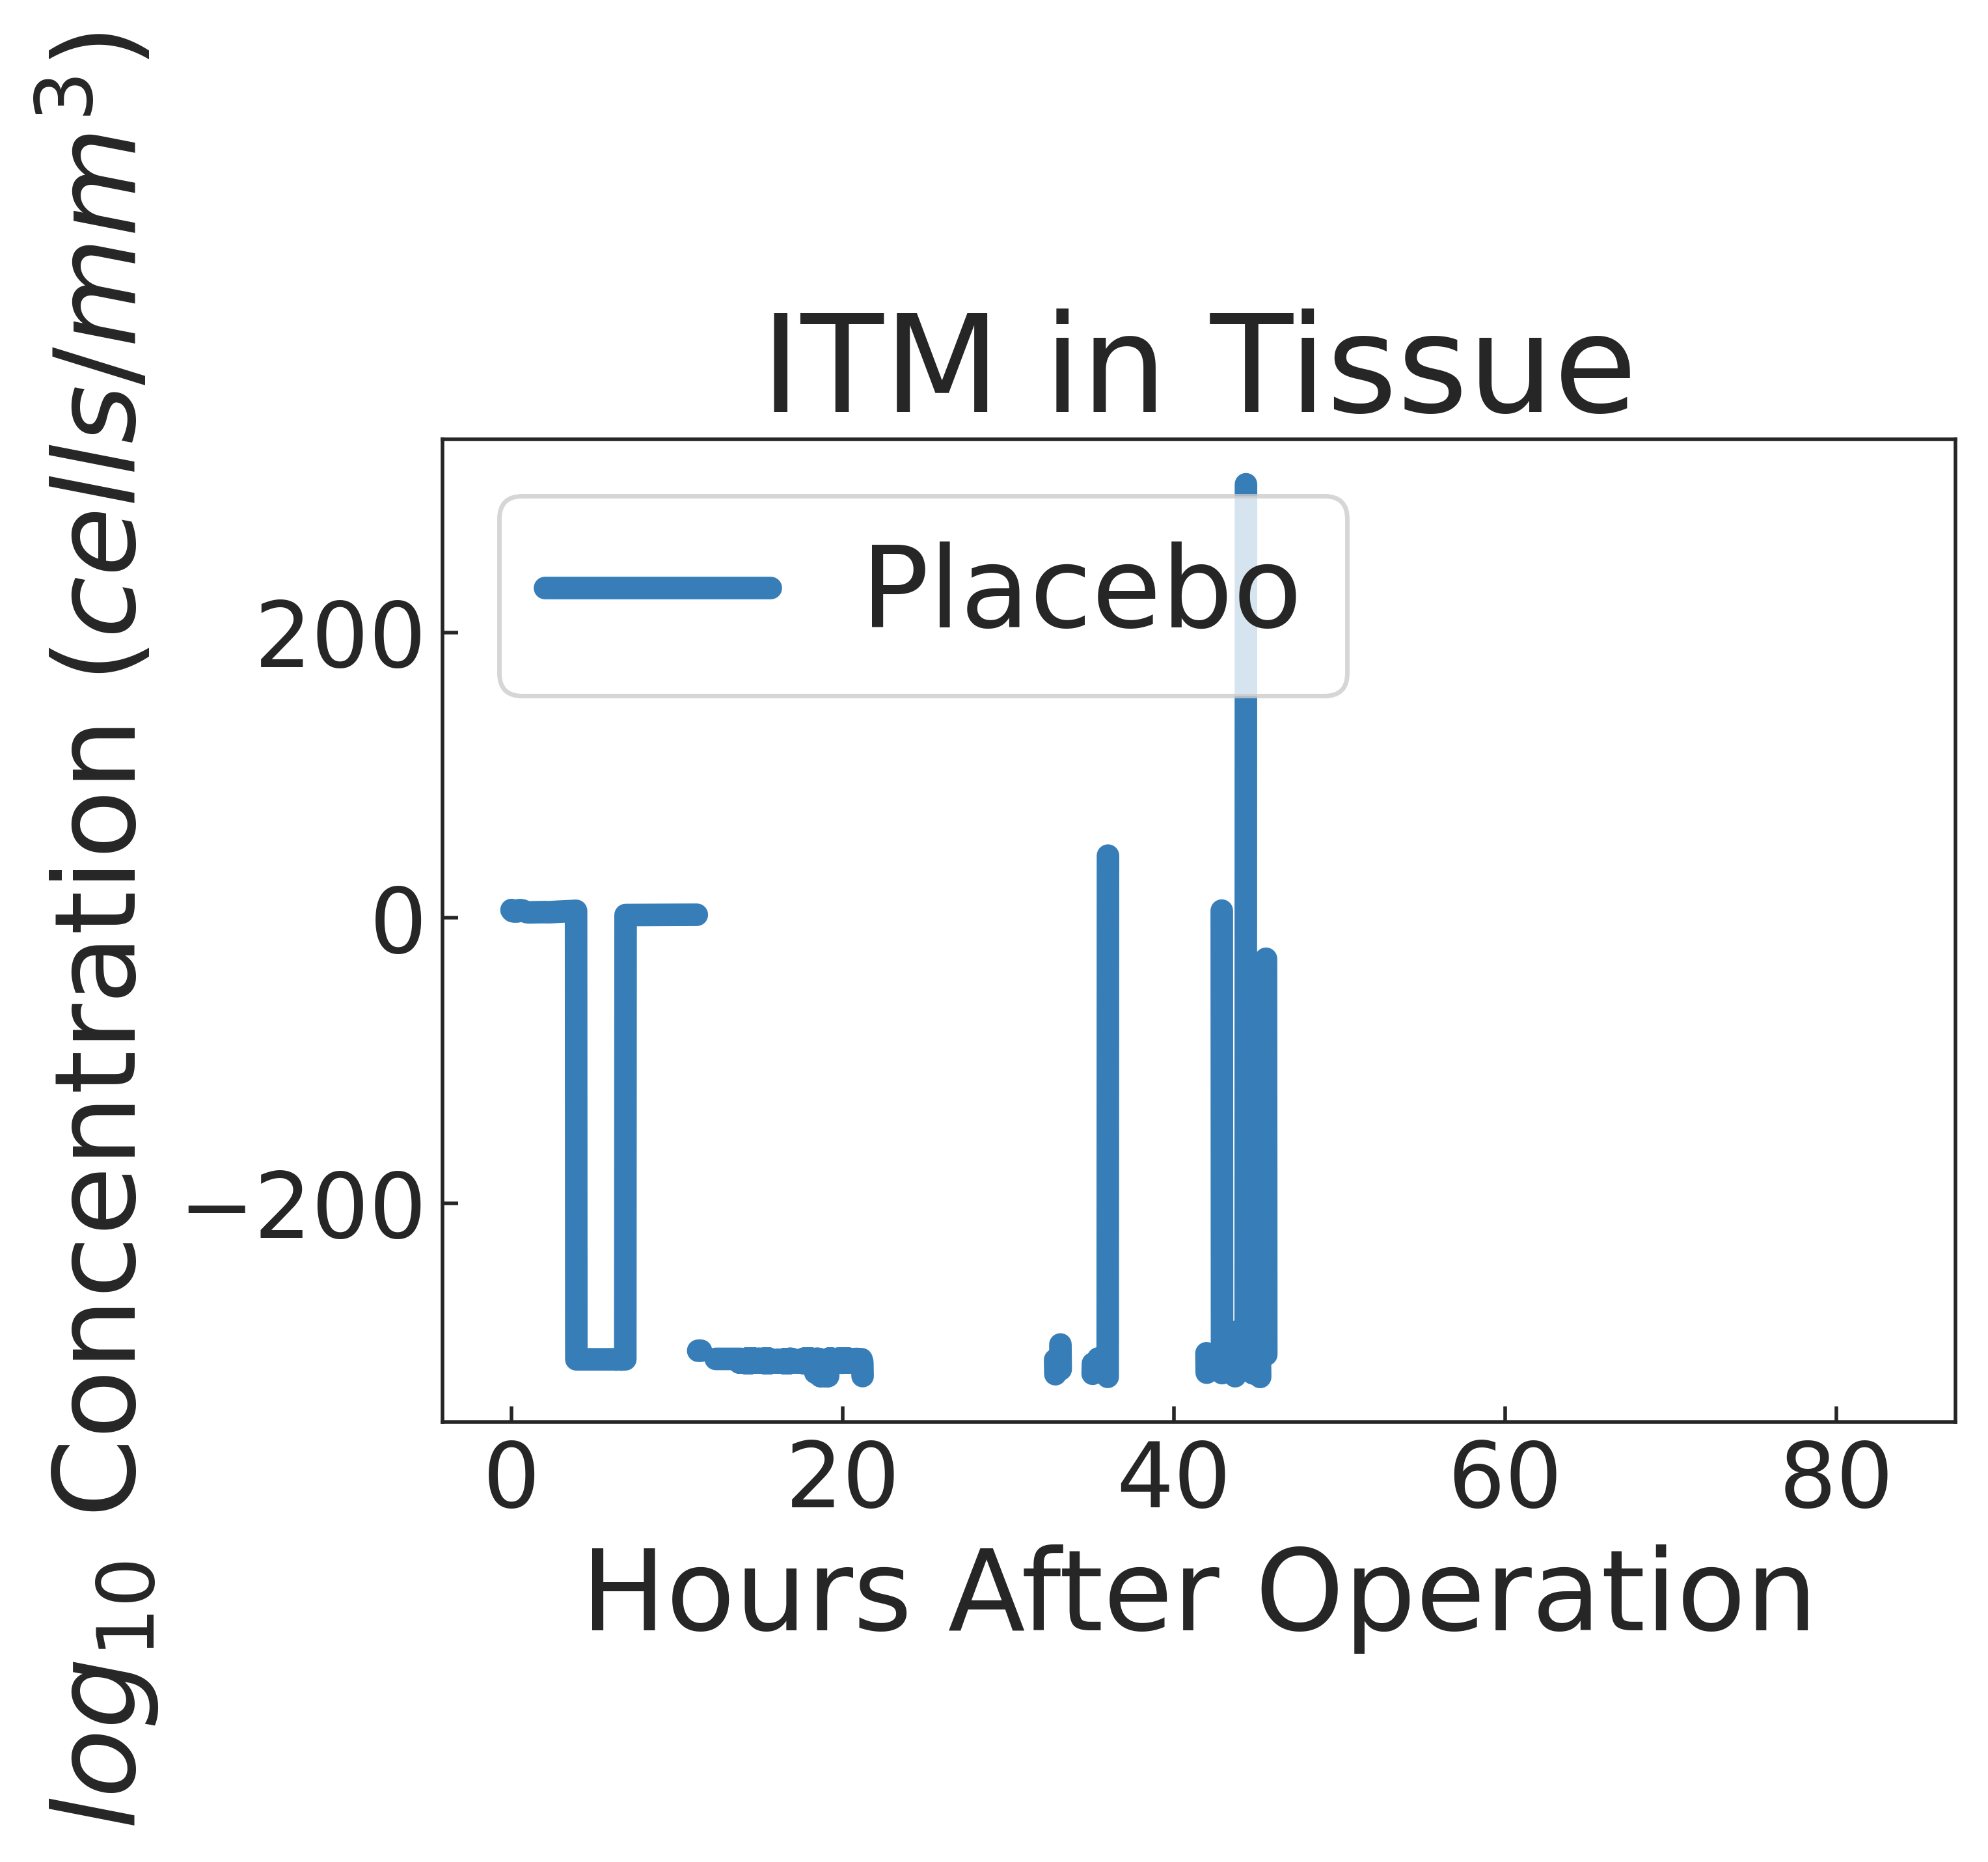 ITM in Tissue
log₁₀ Concentration (cells/mm³)
Placebo
200
0
−200
0 20 40 60 80
Hours After Operation